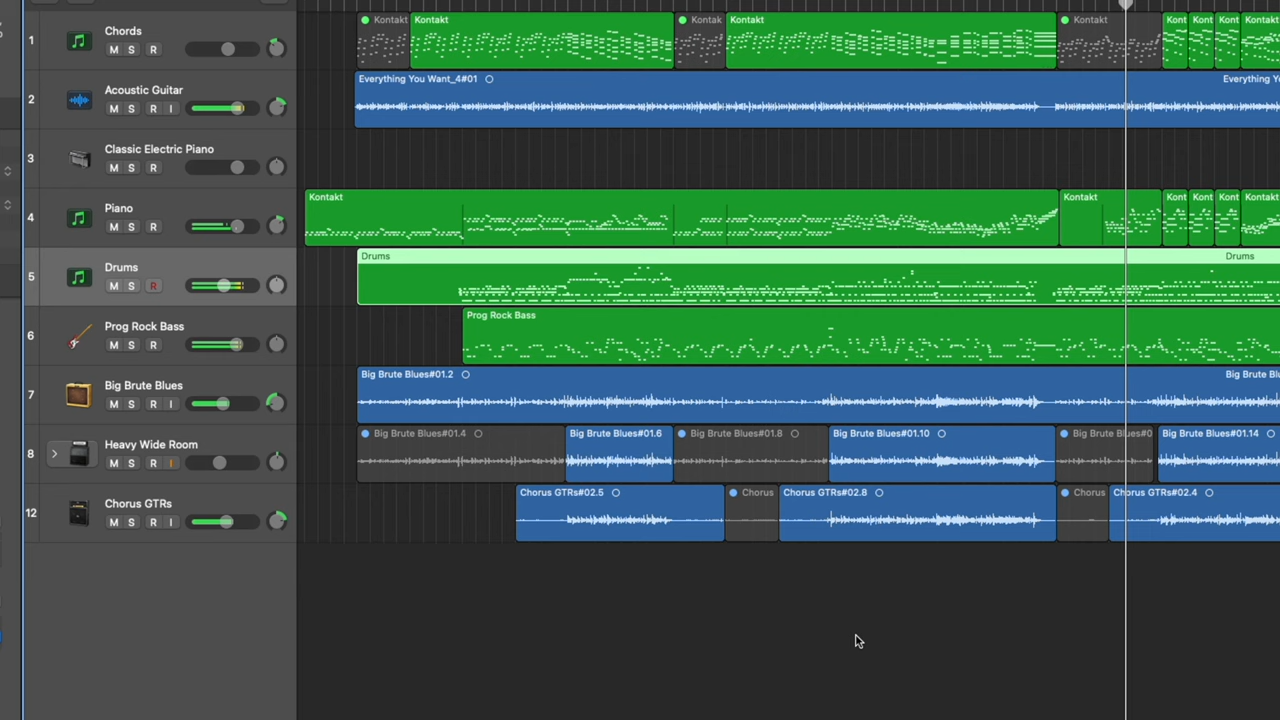 Kontakt Kontakt Kontak Kontakt Kontakt Kont Kont Kont Kontakt
1 Chords
M S R
Everything You Want_4#01 Everything Y
2 Acoustic Guitar
M S R I
3 Classic Electric Piano
M S R
Kontakt Kontakt Kont Kont Kont Kontakt
4 Piano
M S R
Drums Drums
5 Drums
M S R
Prog Rock Bass
6 Prog Rock Bass
M S R
Big Brute Blues#01.2 Big Brute Blu
7 Big Brute Blues
M S R I
Big Brute Blues#01.4 Big Brute Blues#01.6 Big Brute Blues#01.8 Big Brute Blues#01.10 Big Brute Blues#0 Big Brute Blues#01.14
8 Heavy Wide Room
M S R I
Chorus GTRs#02.5 Chorus Chorus GTRs#02.8 Chorus Chorus GTRs#02.4
12 Chorus GTRs
M S R I